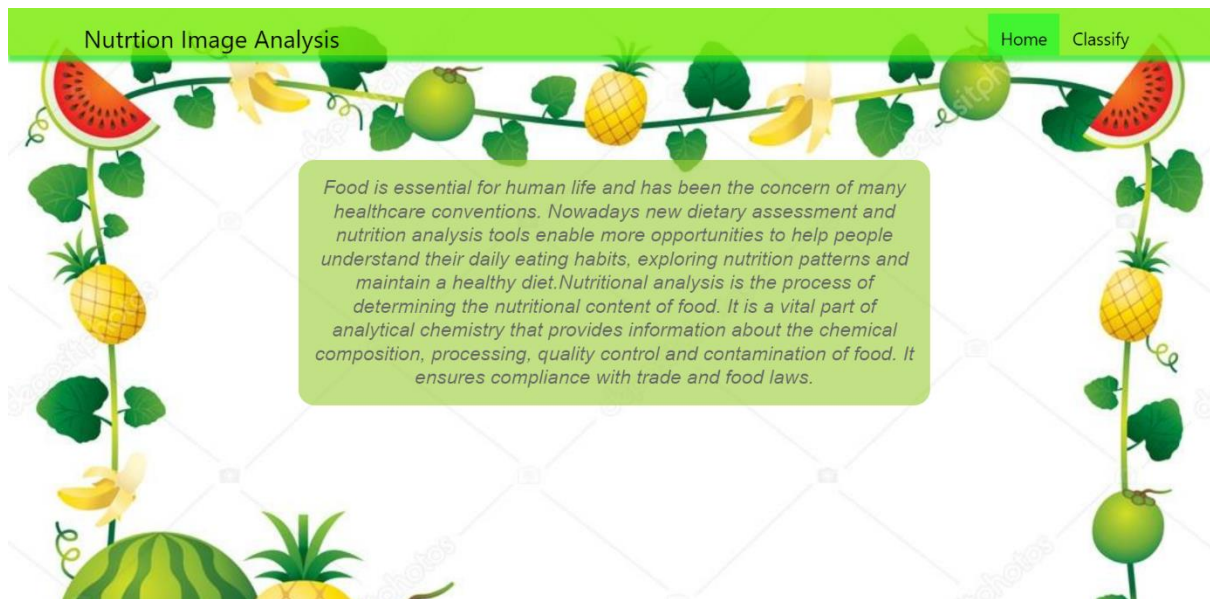 Nutrtion Image Analysis
Home Classify
Food is essential for human life and has been the concern of many
healthcare conventions. Nowadays new dietary assessment and
nutrition analysis tools enable more opportunities to help people
understand their daily eating habits, exploring nutrition patterns and
maintain a healthy diet.Nutritional analysis is the process of
determining the nutritional content of food. It is a vital part of
analytical chemistry that provides information about the chemical
composition, processing, quality control and contamination of food. It
ensures compliance with trade and food laws.